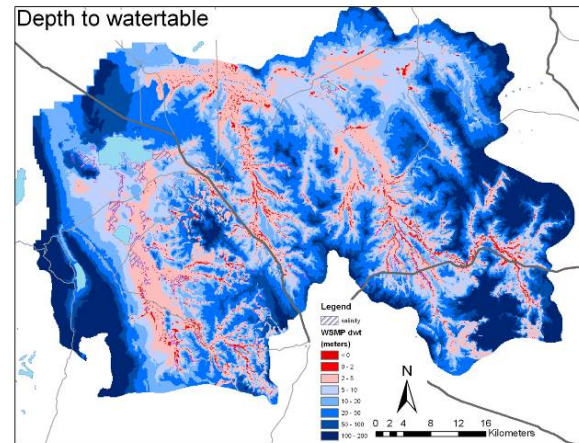 Depth to watertable
Legend
salinity
WSMP dwt
(meters)
< 0
0 - 2
2 - 5
5 - 10
10 - 20
20 - 50
50 - 100
100 - 200
N
0 2 4 8 12 16
Kilometers